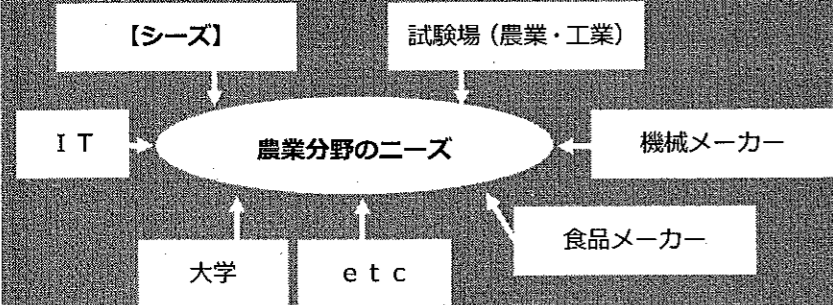 【シーズ】
試験場（農業・工業）
ＩＴ
農業分野のニーズ
機械メーカー
食品メーカー
大学
ｅｔｃ